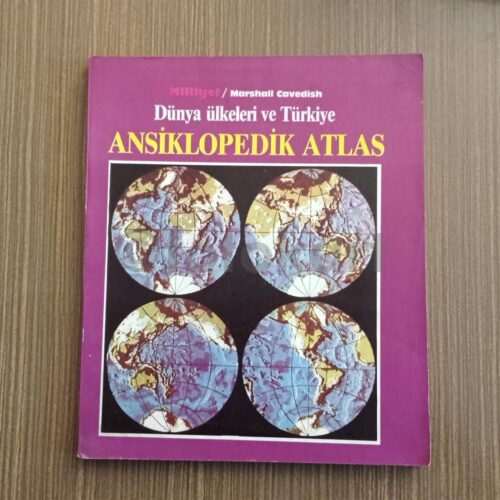 Milliyet / Marshall Cavedish
Dünya ülkeleri ve Türkiye
ANSİKLOPEDİK ATLAS